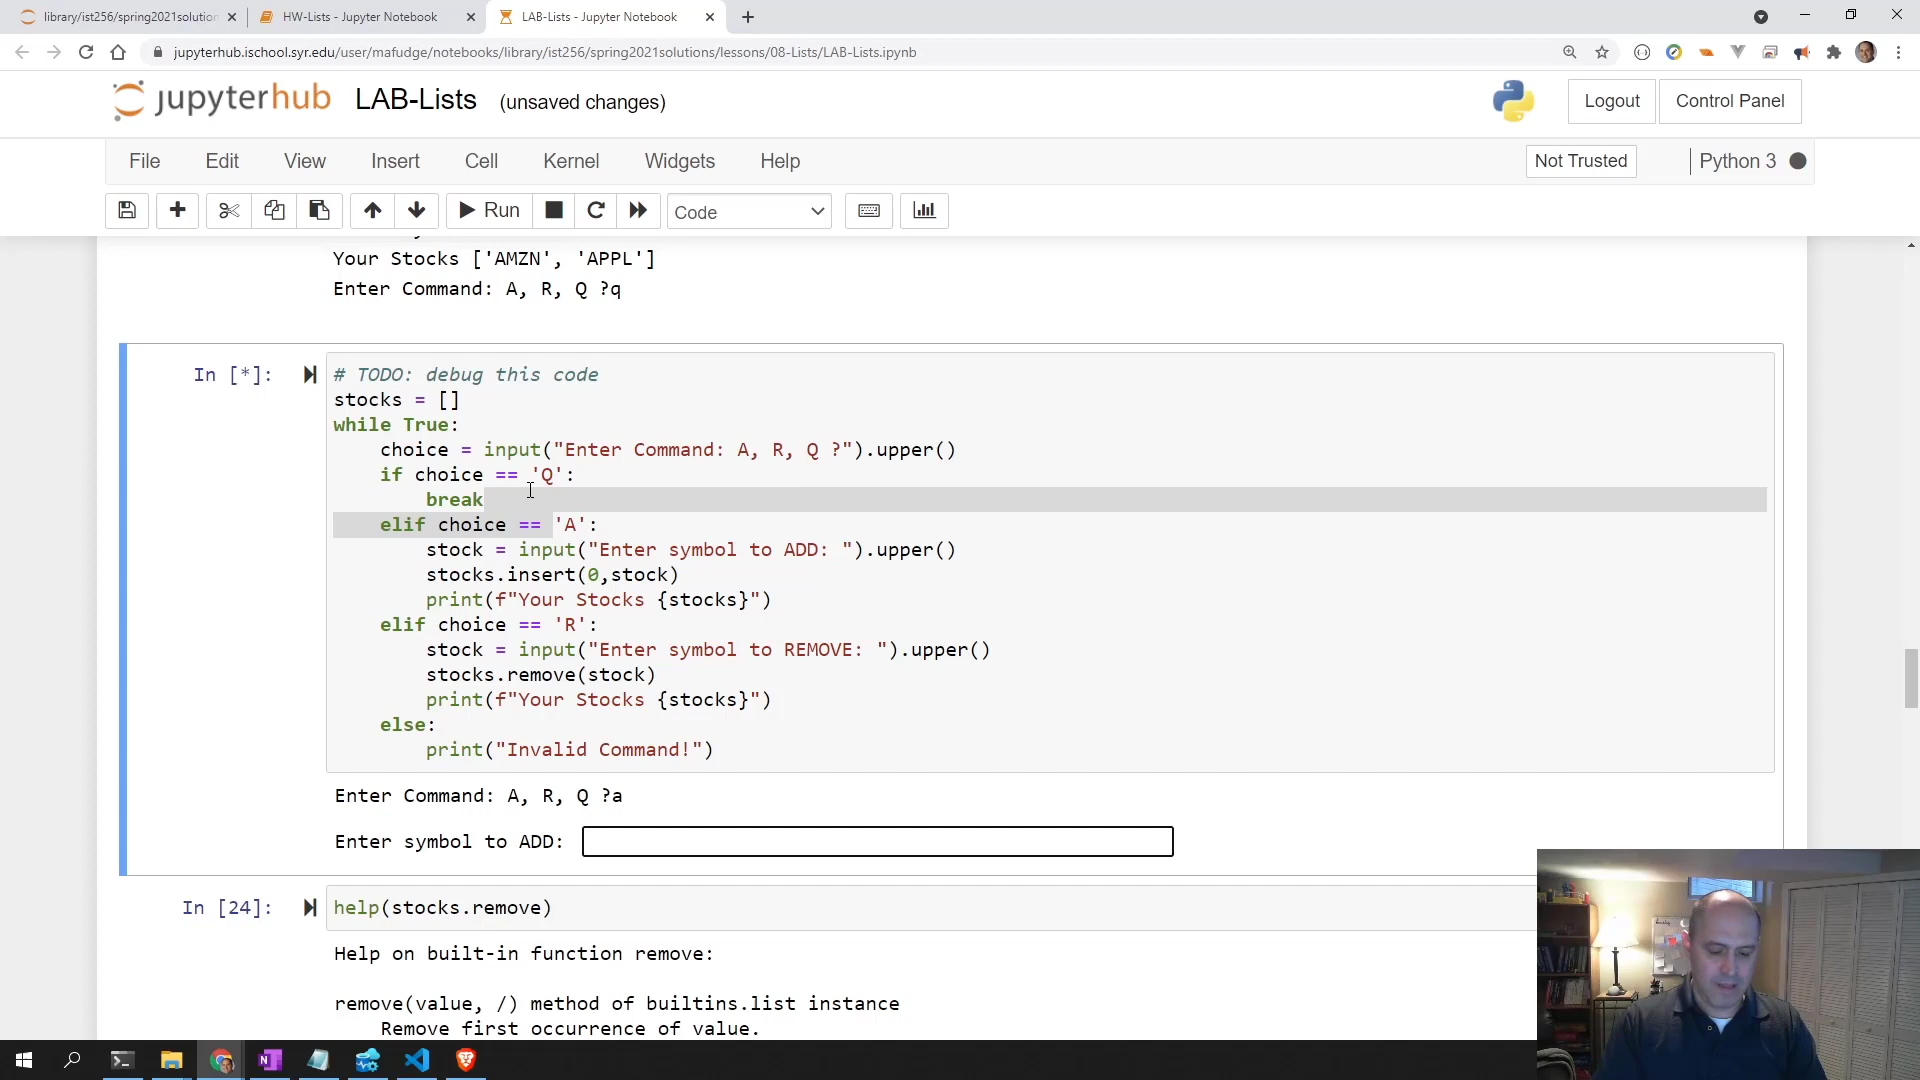 library/ist256/spring2021solution
HW-Lists - Jupyter Notebook
LAB-Lists - Jupyter Notebook
jupyterhub.ischool.syr.edu/user/mafudge/notebooks/library/ist256/spring2021solutions/lessons/08-Lists/LAB-Lists.ipynb
jupyterhub LAB-Lists (unsaved changes)
Logout
Control Panel
File Edit View Insert Cell Kernel Widgets Help
Not Trusted
Python 3
Run
Code
Your Stocks ['AMZN', 'APPL']
Enter Command: A, R, Q ?q
In [*]:
# TODO: debug this code
stocks = []
while True:
    choice = input("Enter Command: A, R, Q ?").upper()
    if choice == 'Q':
        break
    elif choice == 'A':
        stock = input("Enter symbol to ADD: ").upper()
        stocks.insert(0,stock)
        print(f"Your Stocks {stocks}")
    elif choice == 'R':
        stock = input("Enter symbol to REMOVE: ").upper()
        stocks.remove(stock)
        print(f"Your Stocks {stocks}")
    else:
        print("Invalid Command!")
Enter Command: A, R, Q ?a
Enter symbol to ADD:
In [24]:
help(stocks.remove)
Help on built-in function remove:
remove(value, /) method of builtins.list instance
    Remove first occurrence of value.